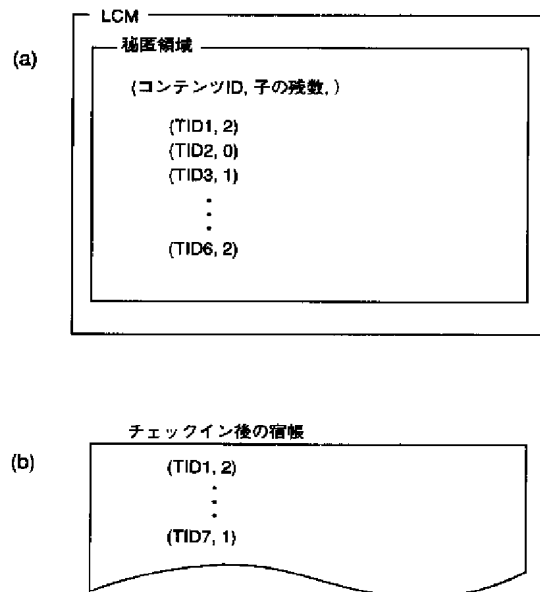 LCM
(a)
秘匿領域
(コンテンツID, 子の残数, )
(TID1, 2)
(TID2, 0)
(TID3, 1)
(TID6, 2)
チェックイン後の宿帳
(b)
(TID1, 2)
(TID7, 1)